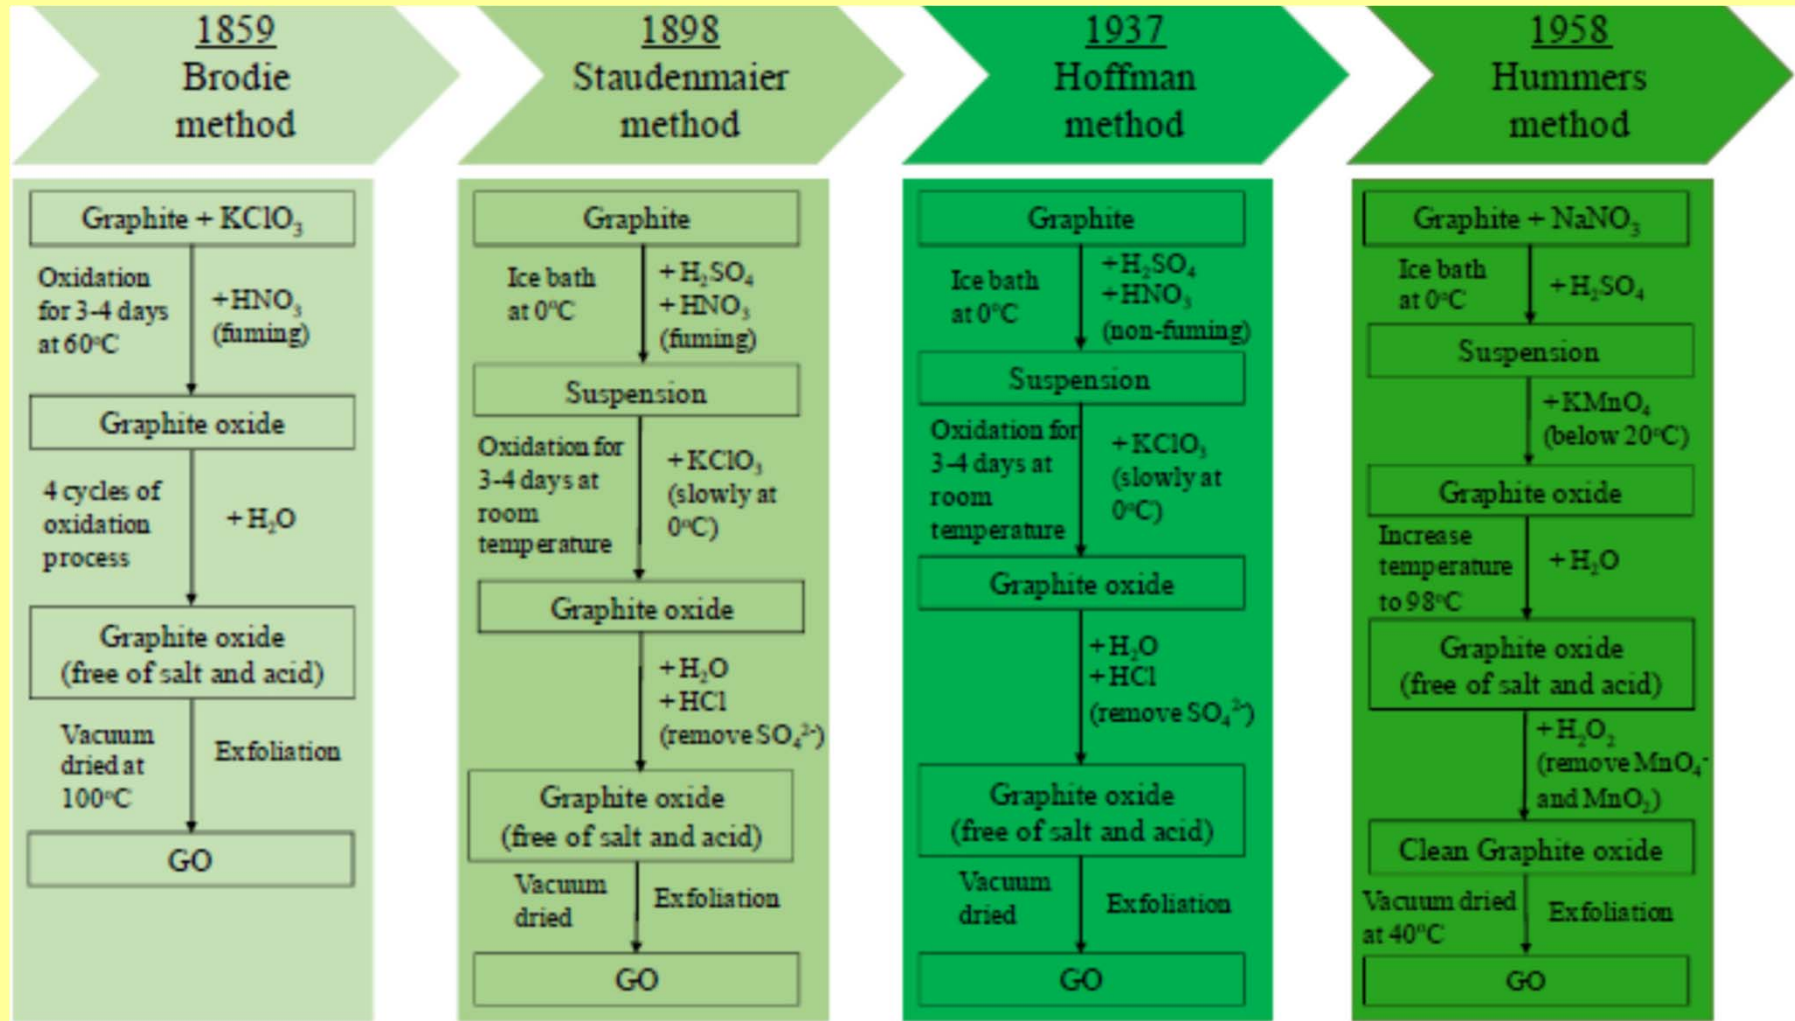 1859
Brodie
method
Graphite + KClO₃
Oxidation
for 3-4 days
at 60°C
+ HNO₃
(fuming)
Graphite oxide
4 cycles of
oxidation
process
+ H₂O
Graphite oxide
(free of salt and acid)
Vacuum
dried at
100°C
Exfoliation
GO
1898
Staudenmaier
method
Graphite
Ice bath
at 0°C
+ H₂SO₄
+ HNO₃
(fuming)
Suspension
Oxidation for
3-4 days at
room
temperature
+ KClO₃
(slowly at
0°C)
Graphite oxide
+ H₂O
+ HCl
(remove SO₄²⁻)
Graphite oxide
(free of salt and acid)
Vacuum
dried
Exfoliation
GO
1937
Hoffman
method
Graphite
Ice bath
at 0°C
+ H₂SO₄
+ HNO₃
(non-fuming)
Suspension
Oxidation for
3-4 days at
room
temperature
+ KClO₃
(slowly at
0°C)
Graphite oxide
+ H₂O
+ HCl
(remove SO₄²⁻)
Graphite oxide
(free of salt and acid)
Vacuum
dried
Exfoliation
GO
1958
Hummers
method
Graphite + NaNO₃
Ice bath
at 0°C
+ H₂SO₄
Suspension
+ KMnO₄
(below 20°C)
Graphite oxide
Increase
temperature
to 98°C
+ H₂O
Graphite oxide
(free of salt and acid)
+ H₂O₂
(remove MnO₄⁻
and MnO₂)
Clean Graphite oxide
Vacuum dried
at 40°C
Exfoliation
GO